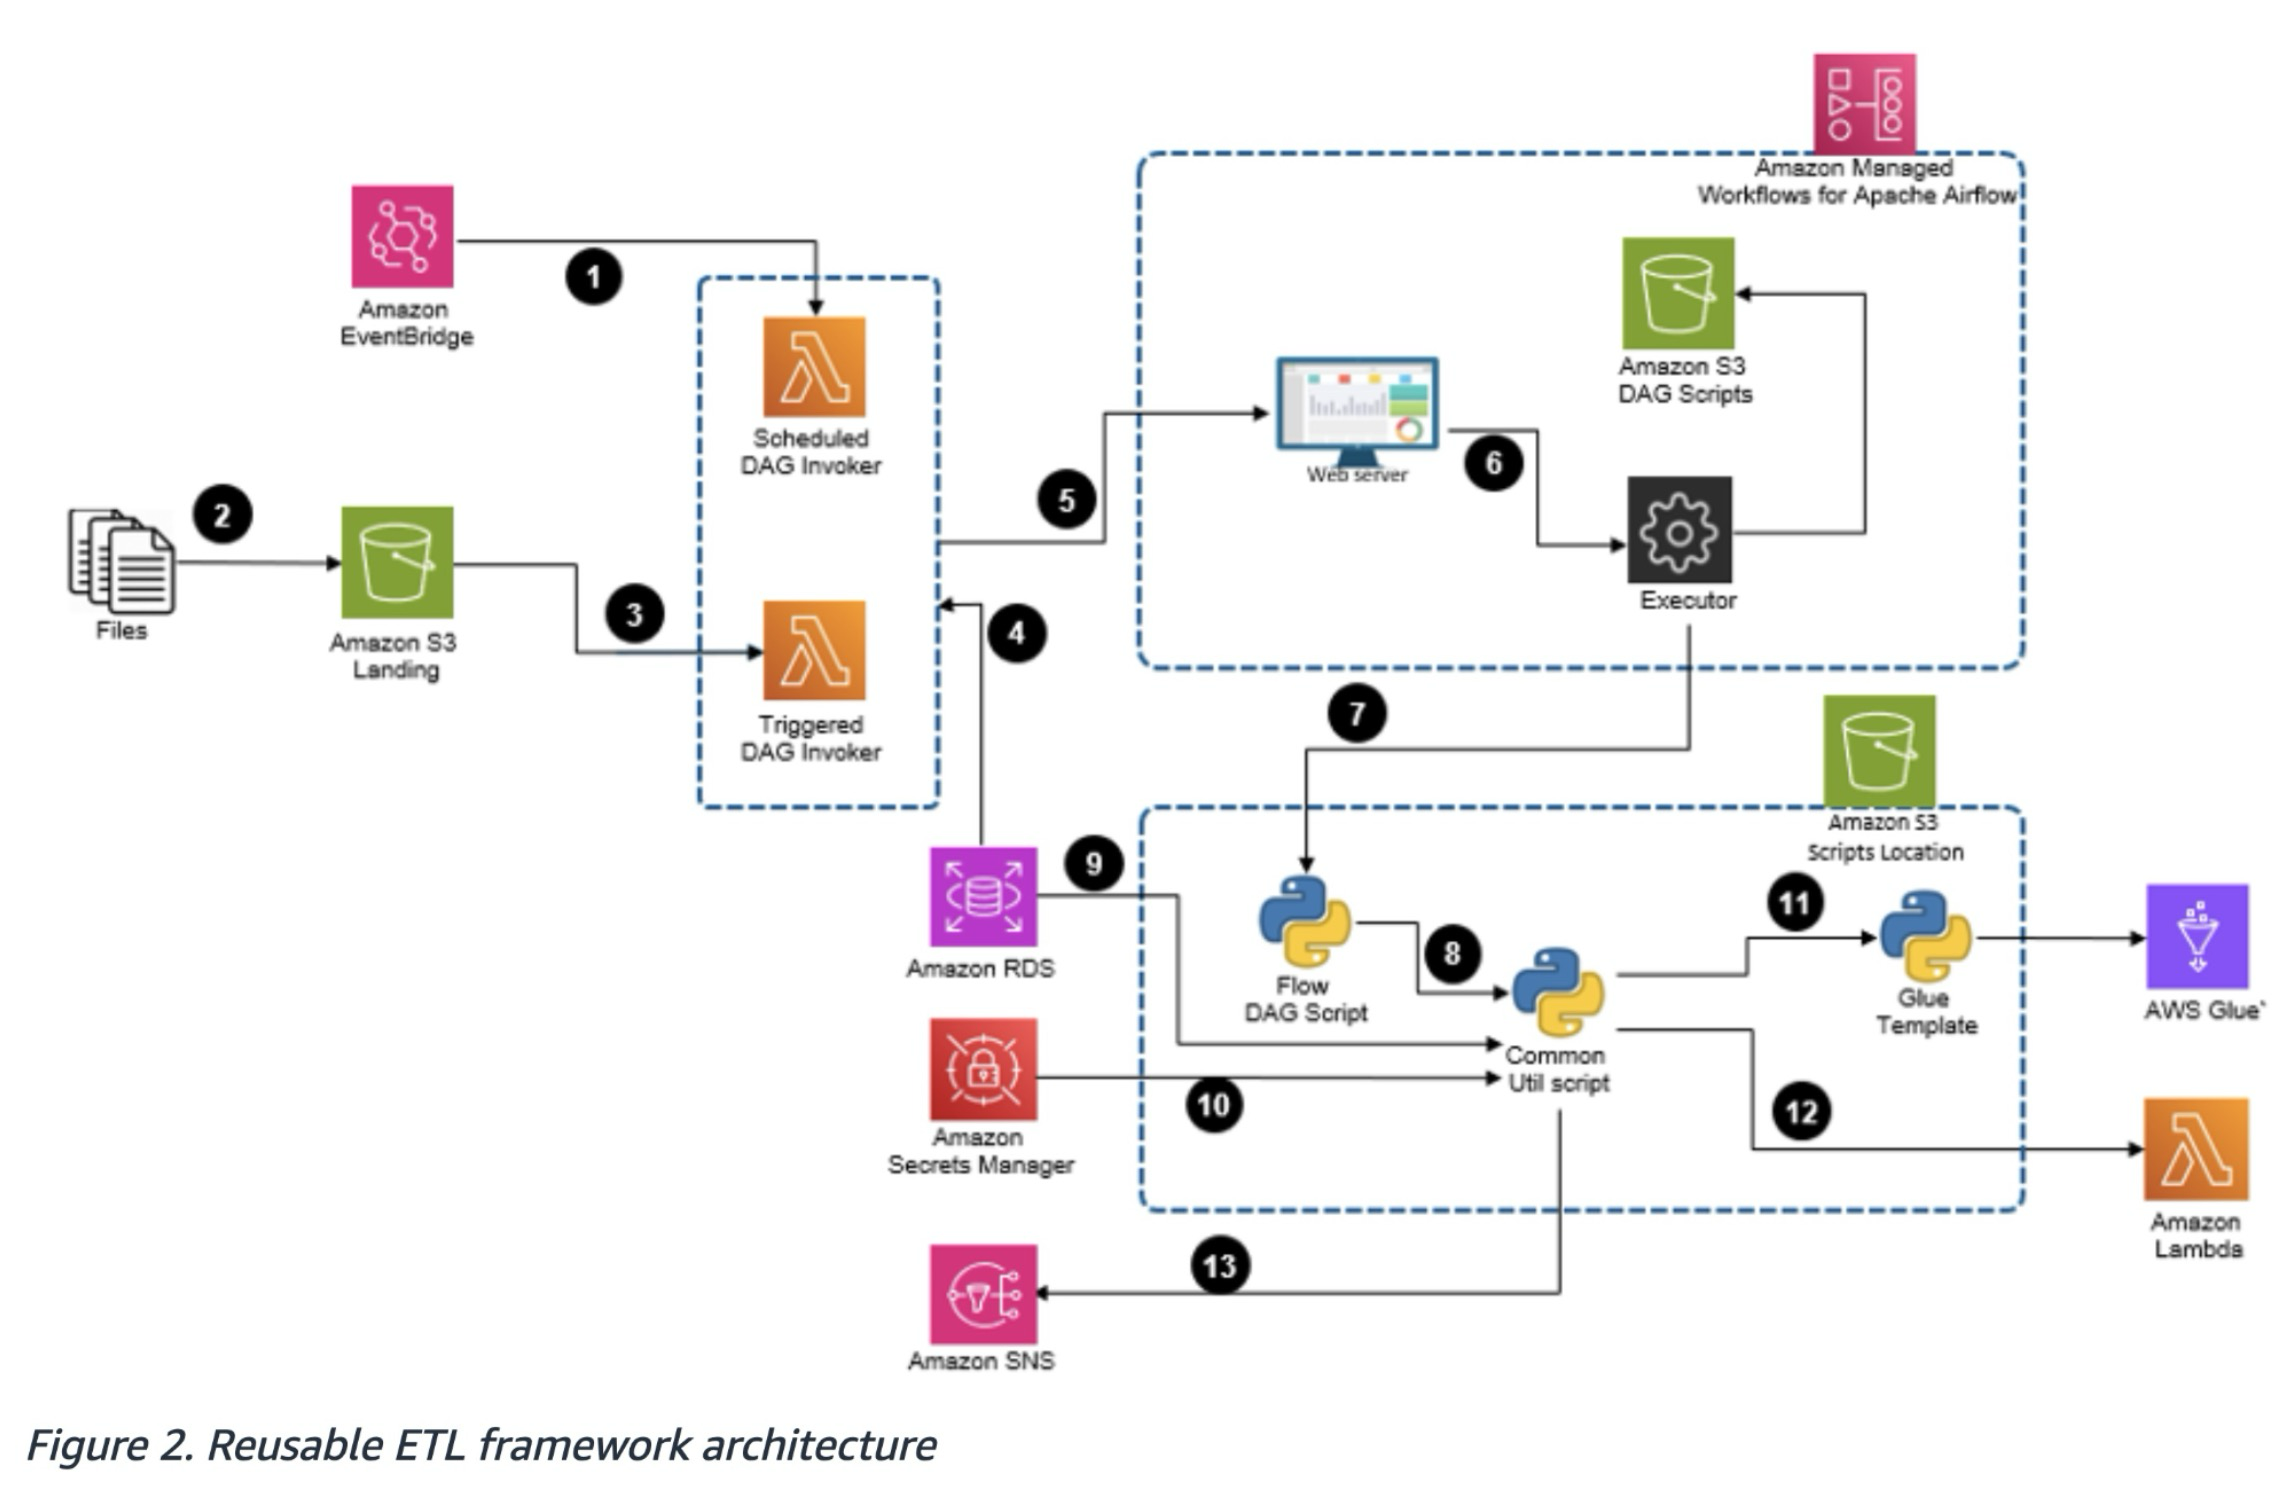 Amazon Managed
Workflows for Apache Airflow
Amazon
EventBridge
1
Scheduled
DAG Invoker
Files
2
Amazon S3
Landing
3
Triggered
DAG Invoker
4
5
Web server
6
Amazon S3
DAG Scripts
Executor
7
Amazon S3
Scripts Location
Amazon RDS
9
Flow
DAG Script
8
Common
Util script
11
Glue
Template
AWS Glue`
Amazon
Secrets Manager
10
12
Amazon
Lambda
13
Amazon SNS
Figure 2. Reusable ETL framework architecture